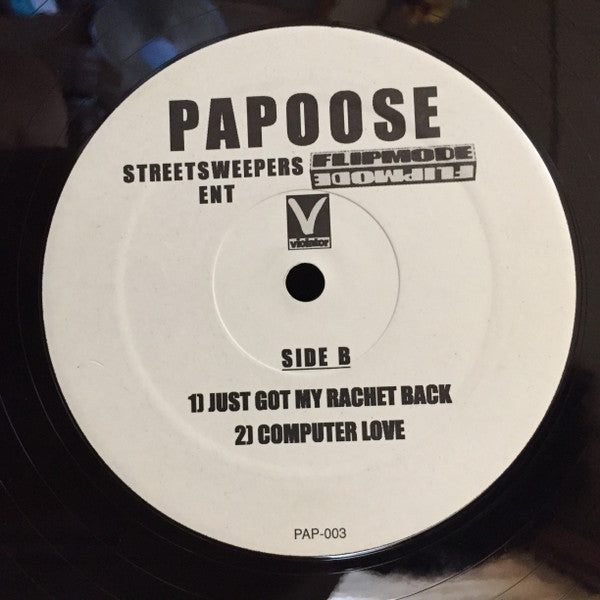 PAPOOSE
STREETSWEEPERS
ENT
FLIPMODE
FLIPMODE
V
violator
SIDE B
1) JUST GOT MY RACHET BACK
2) COMPUTER LOVE
PAP-003